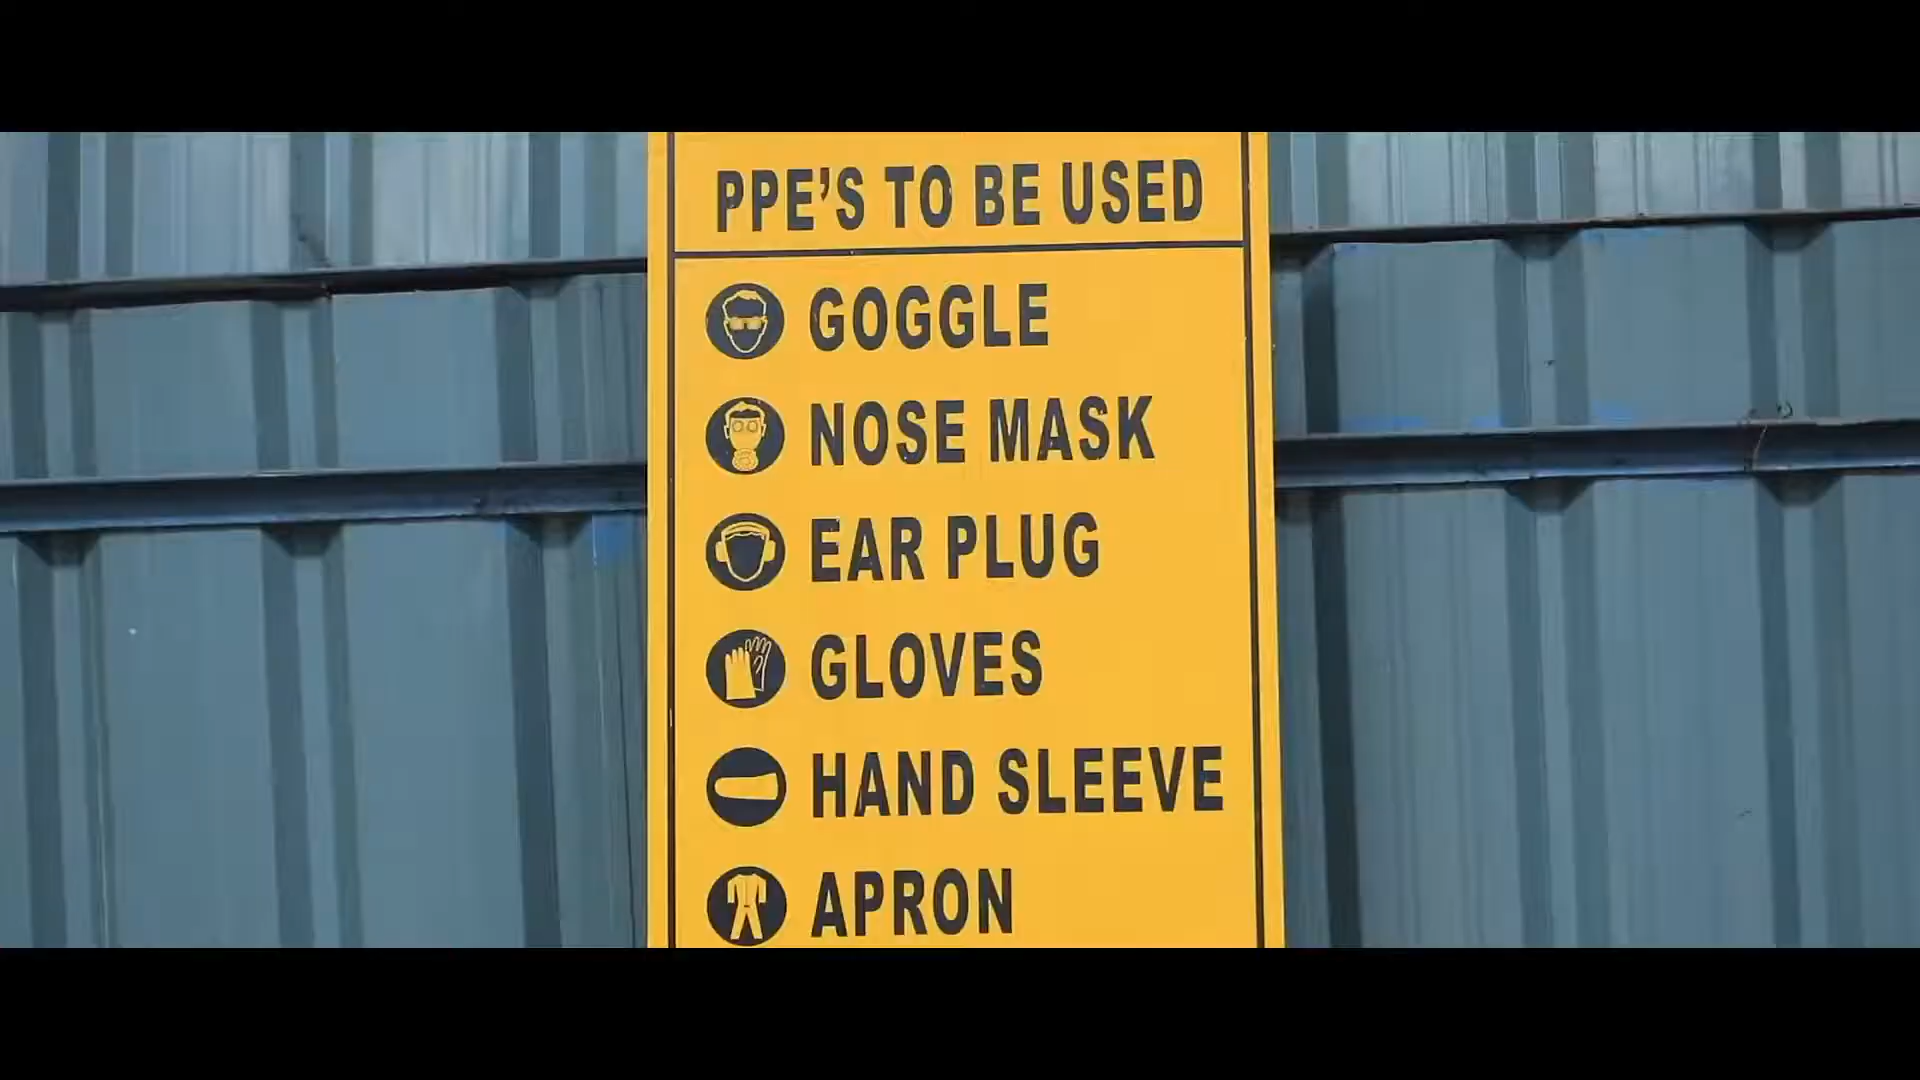 PPE'S TO BE USED
GOGGLE
NOSE MASK
EAR PLUG
GLOVES
HAND SLEEVE
APRON